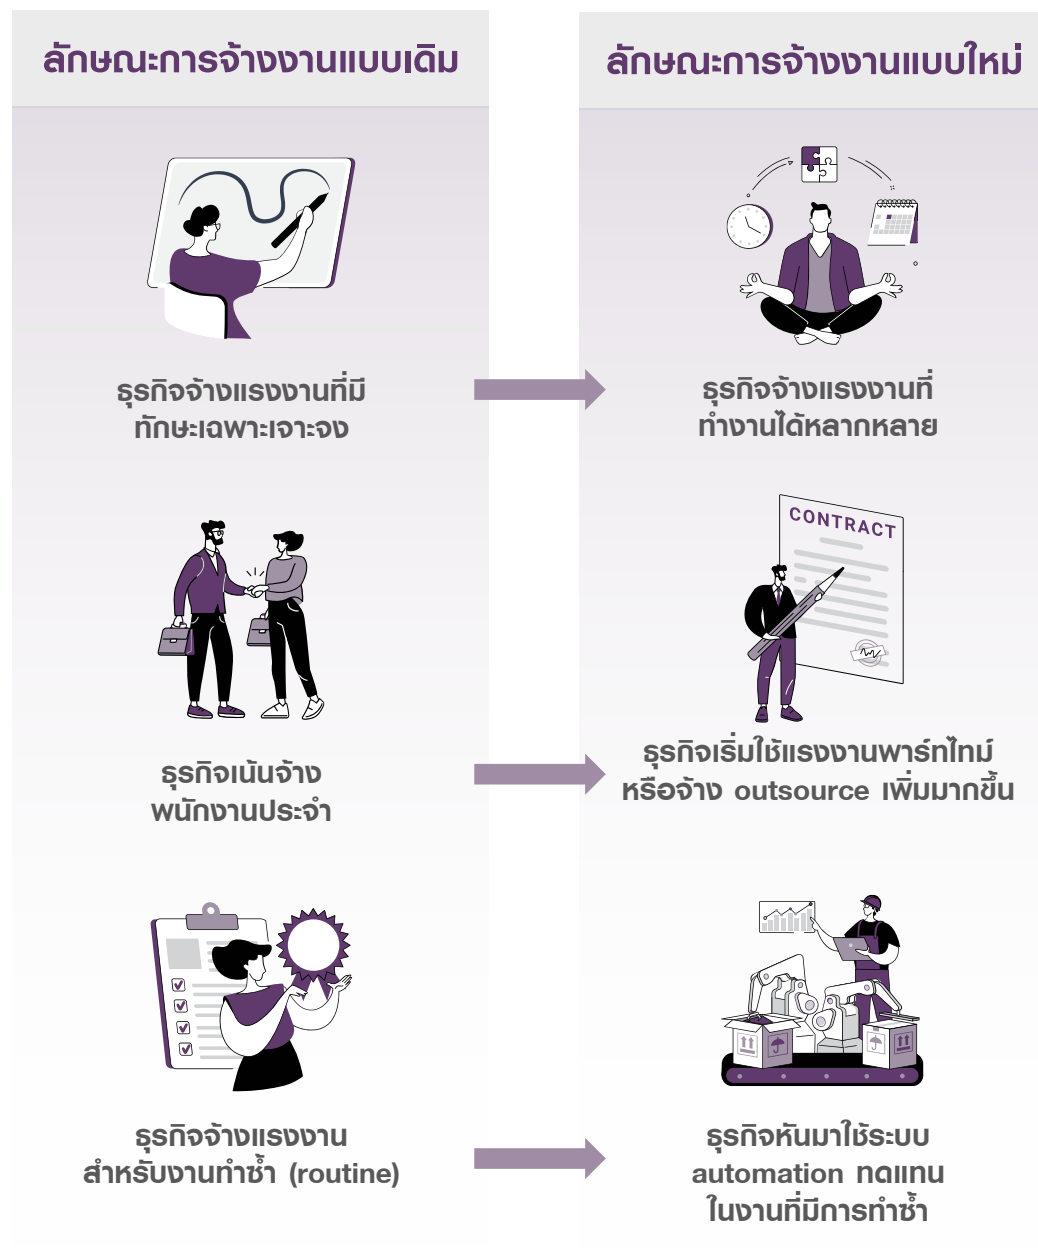 ลักษณะการจ้างงานแบบเดิม
ลักษณะการจ้างงานแบบใหม่
ธุรกิจจ้างแรงงานที่มี
ทักษะเฉพาะเจาะจง
ธุรกิจจ้างแรงงานที่
ทำงานได้หลากหลาย
CONTRACT
ธุรกิจเน้นจ้าง
พนักงานประจำ
ธุรกิจเริ่มใช้แรงงานพาร์ทไทม์
หรือจ้าง outsource เพิ่มมากขึ้น
ธุรกิจจ้างแรงงาน
สำหรับงานทำซ้ำ (routine)
ธุรกิจหันมาใช้ระบบ
automation ทดแทน
ในงานที่มีการทำซ้ำ